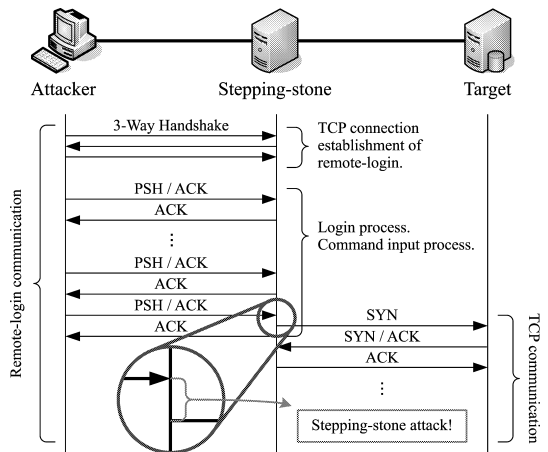 Attacker
Stepping-stone
Target
3-Way Handshake
TCP connection
establishment of
remote-login.
PSH / ACK
ACK
⋮
Login process.
Command input process.
PSH / ACK
ACK
PSH / ACK
ACK
SYN
SYN / ACK
ACK
⋮
Stepping-stone attack!
Remote-login communication
TCP communication